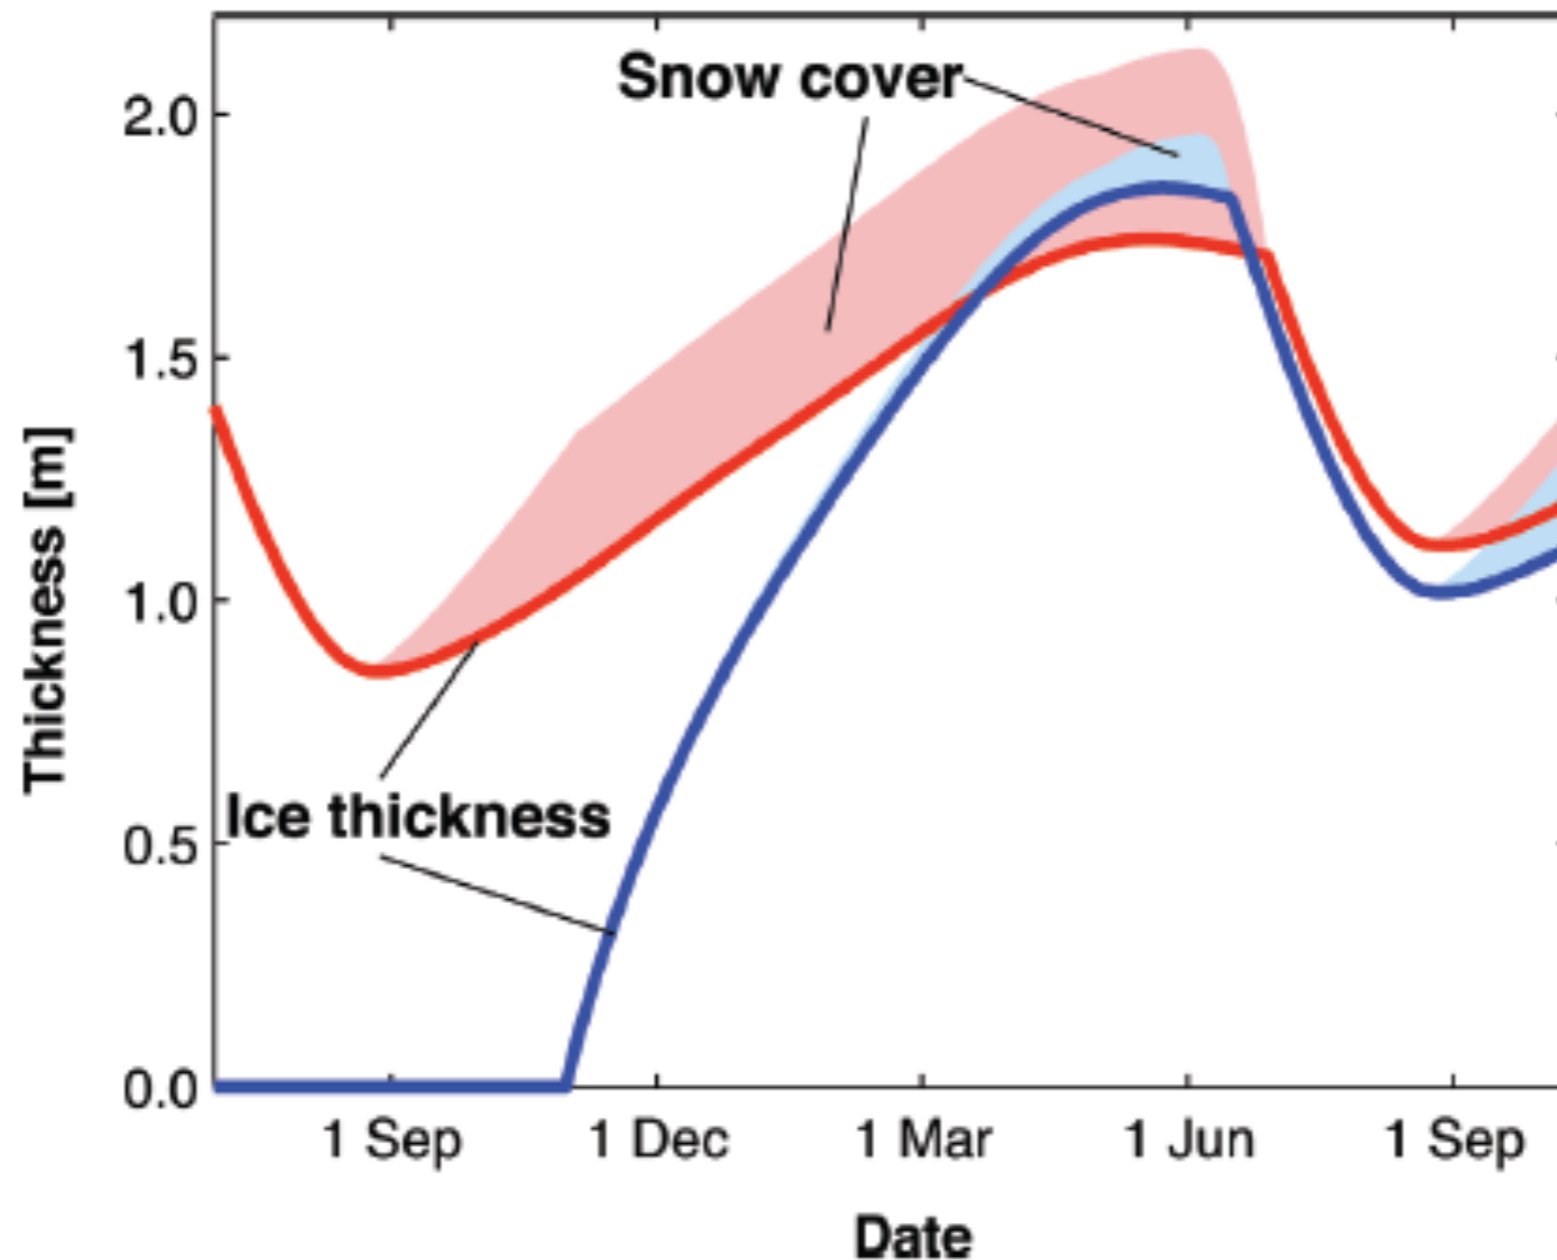 Snow cover
2.0
1.5
1.0
0.5
0.0
Thickness [m]
Ice thickness
1 Sep
1 Dec
1 Mar
1 Jun
1 Sep
Date